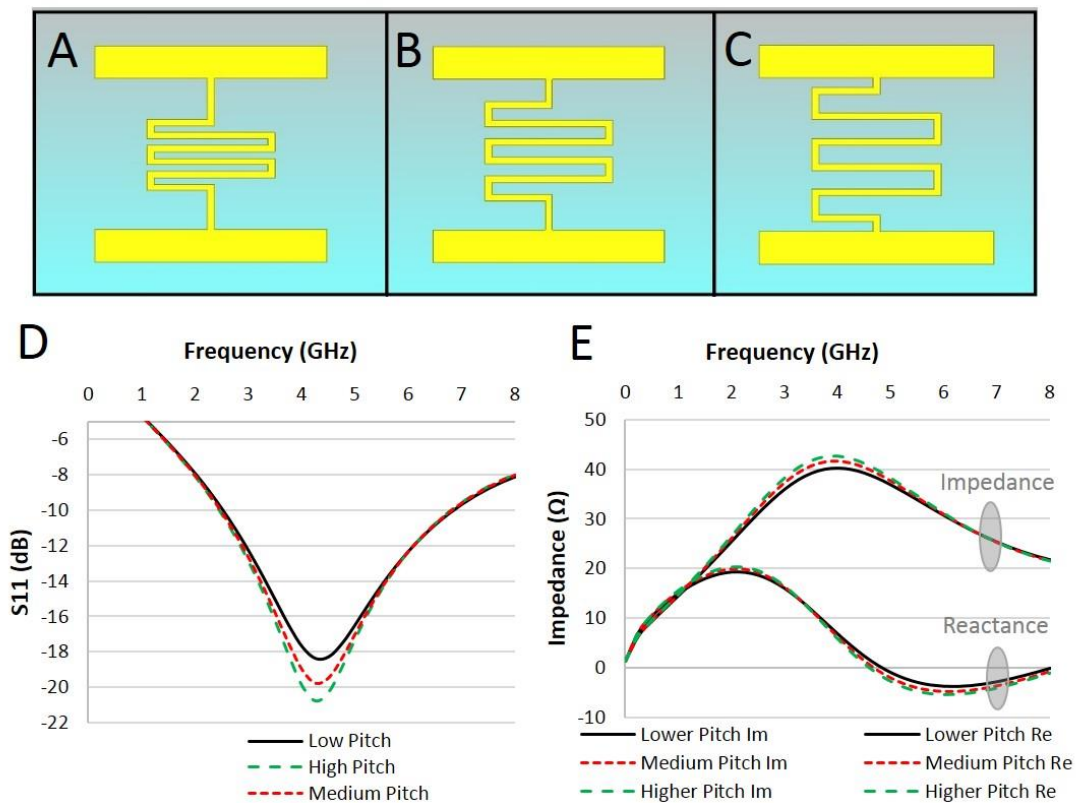 A
B
C
D
Frequency (GHz)
0 1 2 3 4 5 6 7 8
-6
-8
-10
-12
-14
-16
-18
-20
-22
S11 (dB)
Low Pitch
High Pitch
Medium Pitch
E
Frequency (GHz)
0 1 2 3 4 5 6 7 8
50
40
30
20
10
0
-10
Impedance (Ω)
Impedance
Reactance
Lower Pitch Im
Lower Pitch Re
Medium Pitch Im
Medium Pitch Re
Higher Pitch Im
Higher Pitch Re